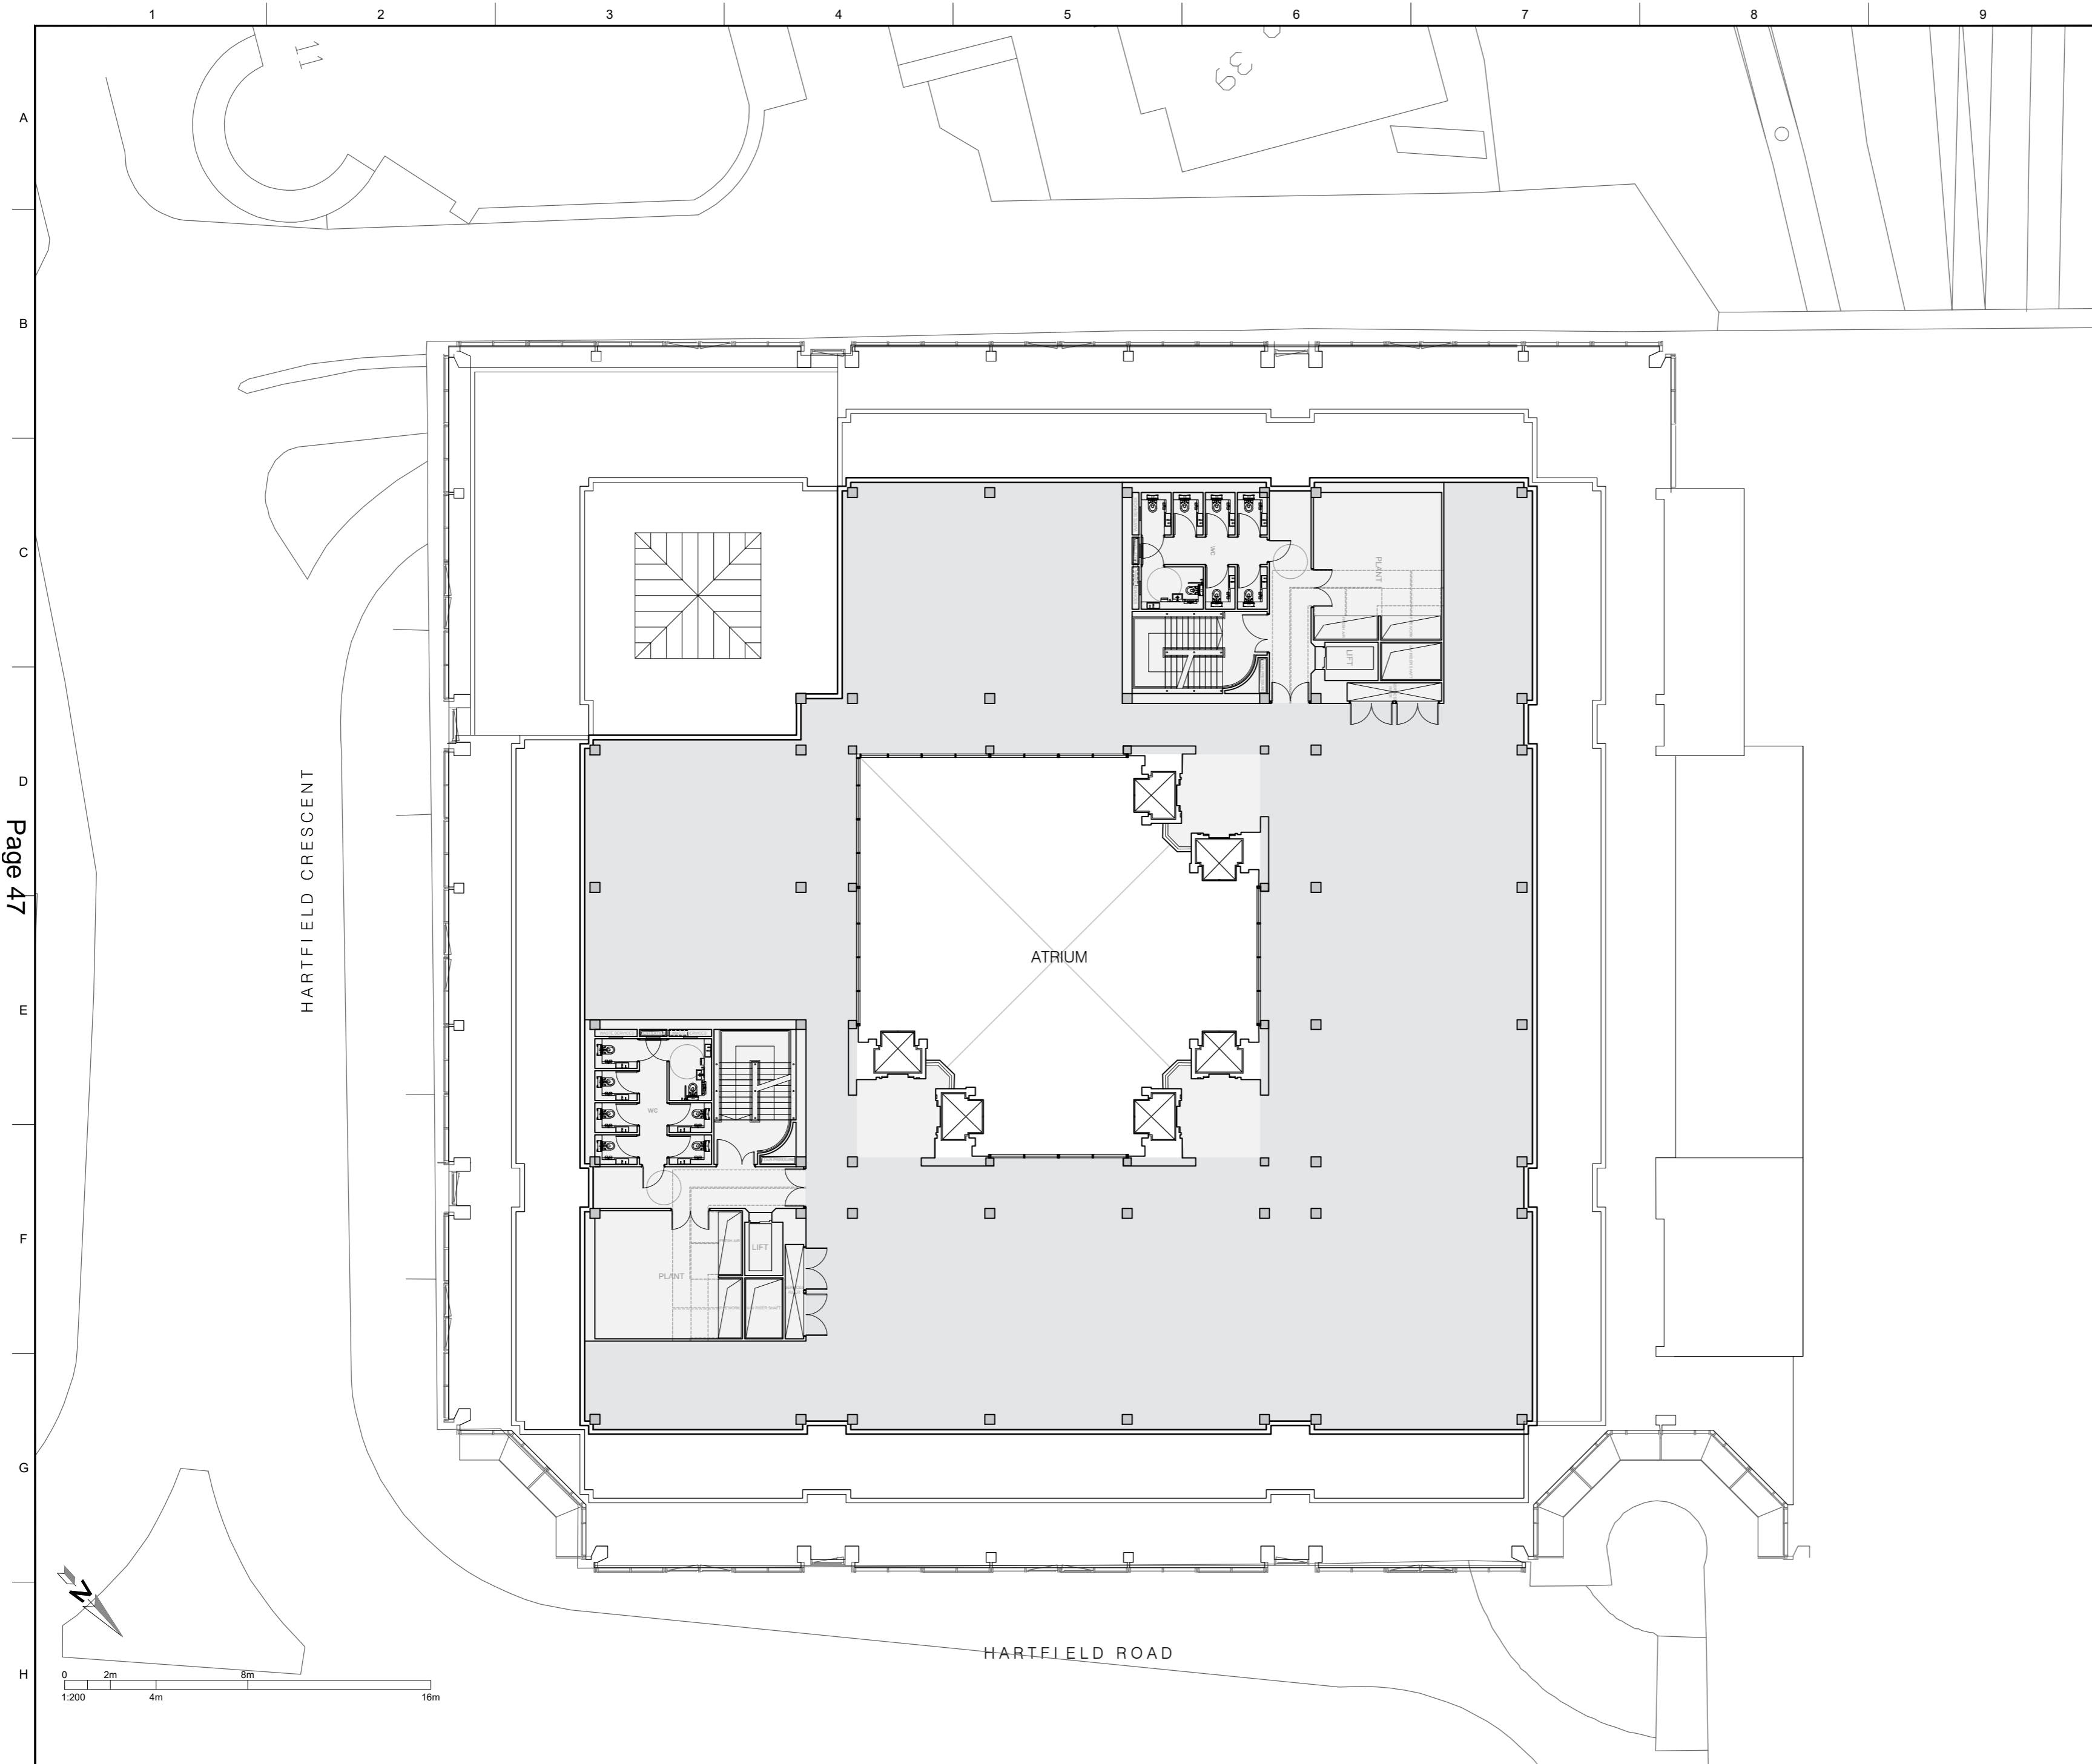 1 2 3 4 5 6 7 8 9
A
B
C
D
E
F
G
H
Page 47
11
39
WC
PLANT
LIFT
HARTFIELD CRESCENT
ATRIUM
WC
LIFT
PLANT
N
HARTFIELD ROAD
0 2m 8m
1:200 4m 16m